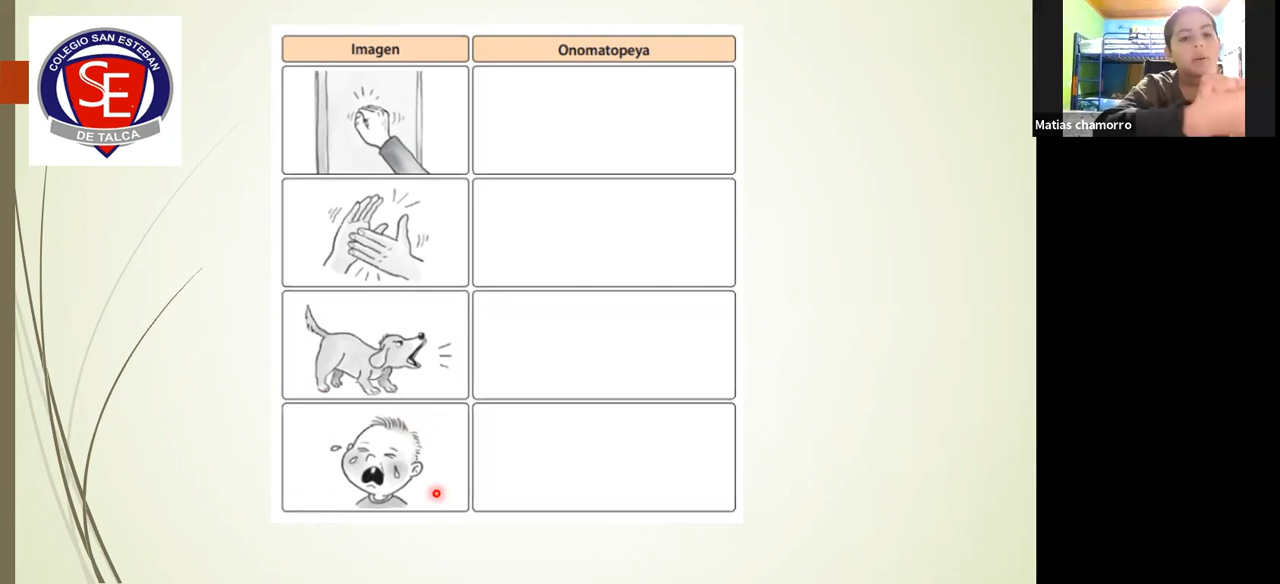 COLEGIO SAN ESTEBAN
SE
DE TALCA
Imagen
Onomatopeya
Matias chamorro